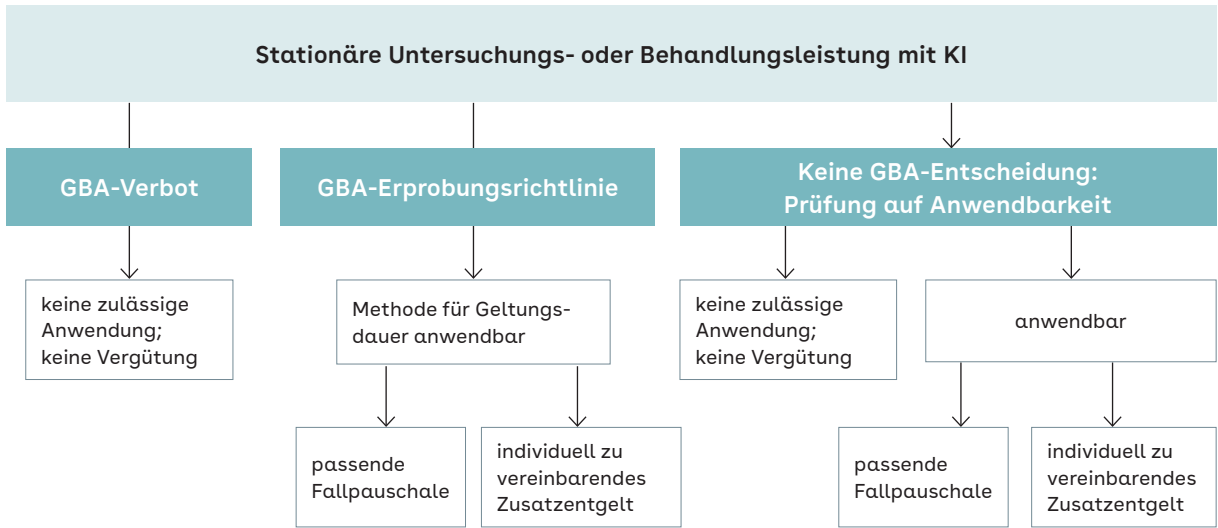 Stationäre Untersuchungs- oder Behandlungsleistung mit KI
GBA-Verbot
GBA-Erprobungsrichtlinie
Keine GBA-Entscheidung:
Prüfung auf Anwendbarkeit
keine zulässige
Anwendung;
keine Vergütung
Methode für Geltungs-
dauer anwendbar
keine zulässige
Anwendung;
keine Vergütung
anwendbar
passende
Fallpauschale
individuell zu
vereinbarendes
Zusatzentgelt
passende
Fallpauschale
individuell zu
vereinbarendes
Zusatzentgelt